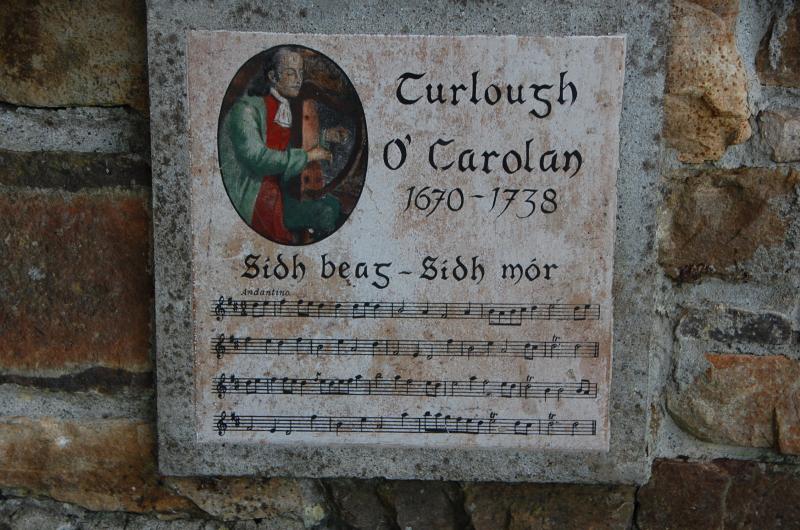 Turlough
O' Carolan
1670-1738
Sidh beag - Sidh mór
Andantino